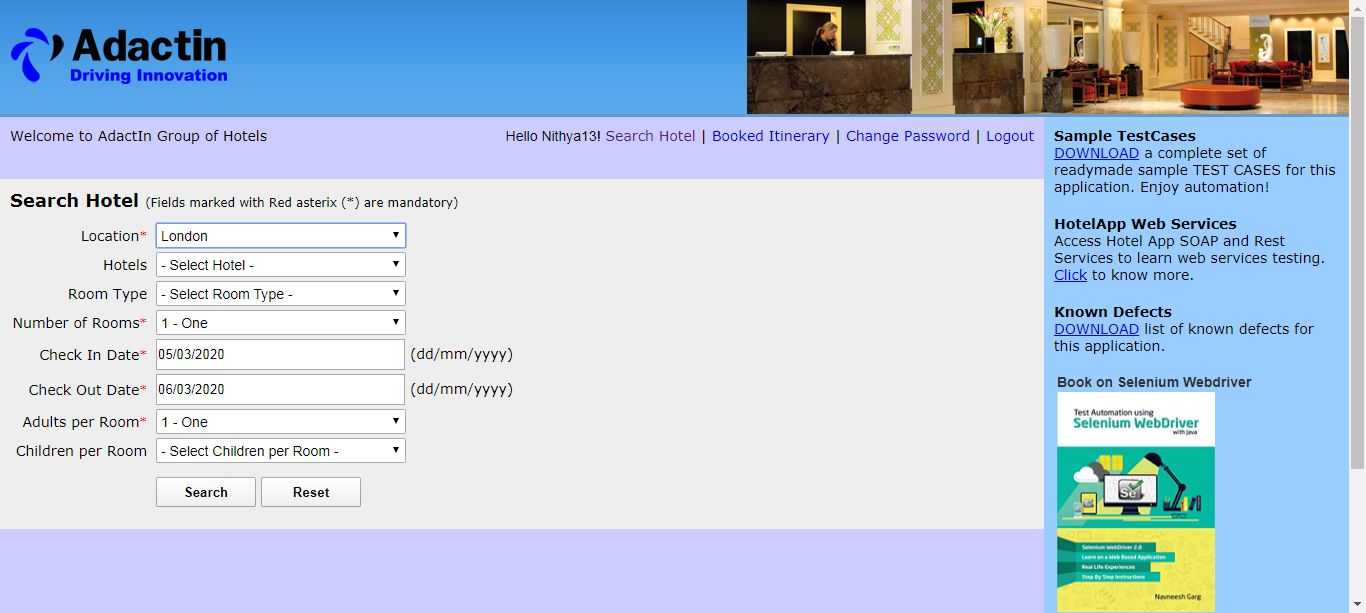 Adactin
Driving Innovation
Welcome to AdactIn Group of Hotels
Hello Nithya13! Search Hotel | Booked Itinerary | Change Password | Logout
Search Hotel (Fields marked with Red asterix (*) are mandatory)
Location* London
Hotels - Select Hotel -
Room Type - Select Room Type -
Number of Rooms* 1 - One
Check In Date* 05/03/2020 (dd/mm/yyyy)
Check Out Date* 06/03/2020 (dd/mm/yyyy)
Adults per Room* 1 - One
Children per Room - Select Children per Room -
Search Reset
Sample TestCases
DOWNLOAD a complete set of
readymade sample TEST CASES for this
application. Enjoy automation!
HotelApp Web Services
Access Hotel App SOAP and Rest
Services to learn web services testing.
Click to know more.
Known Defects
DOWNLOAD list of known defects for
this application.
Book on Selenium Webdriver
Test Automation using
Selenium WebDriver
with Java
Se
Selenium WebDriver 2.0
Learn on a Web Based Application
Real Life Experiences
Step By Step Instructions
Navneesh Garg